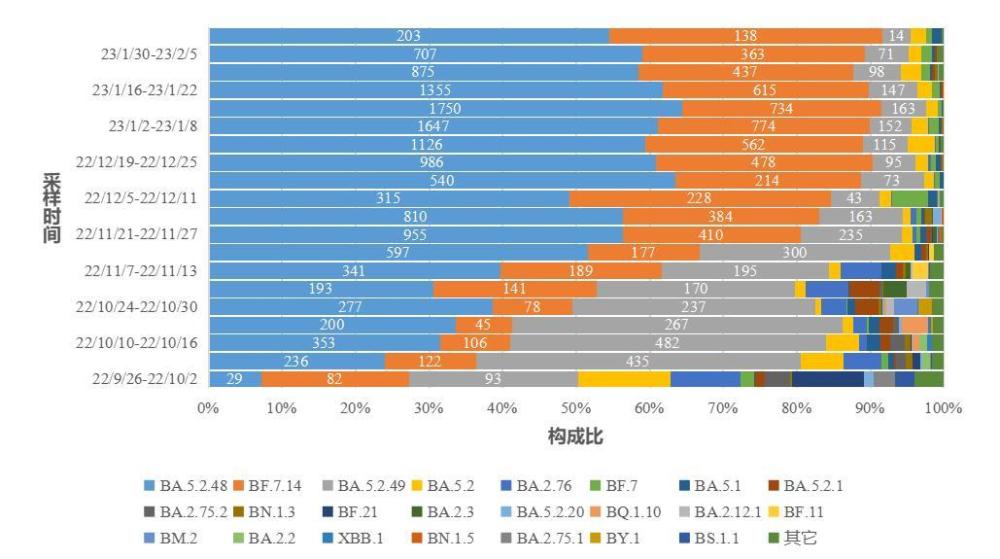 203 138 14
23/1/30-23/2/5 707 363 71
875 437 98
23/1/16-23/1/22 1355 615 147
1750 734 163
23/1/2-23/1/8 1647 774 152
1126 562 115
22/12/19-22/12/25 986 478 95
540 214 73
22/12/5-22/12/11 315 228 43
810 384 163
22/11/21-22/11/27 955 410 235
597 177 300
22/11/7-22/11/13 341 189 195
193 141 170
22/10/24-22/10/30 277 78 237
200 45 267
22/10/10-22/10/16 353 106 482
236 122 435
22/9/26-22/10/2 29 82 93
采样时间
0% 10% 20% 30% 40% 50% 60% 70% 80% 90% 100%
构成比
BA.5.2.48 BF.7.14 BA.5.2.49 BA.5.2 BA.2.76 BF.7 BA.5.1 BA.5.2.1
BA.2.75.2 BN.1.3 BF.21 BA.2.3 BA.5.2.20 BQ.1.10 BA.2.12.1 BF.11
BM.2 BA.2.2 XBB.1 BN.1.5 BA.2.75.1 BY.1 BS.1.1 其它